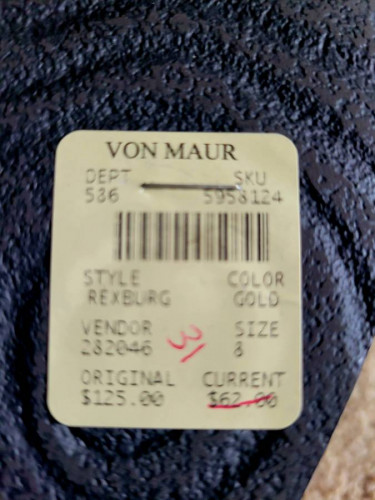 VON MAUR
DEPT SKU
586 5958124
STYLE COLOR
REXBURG GOLD
VENDOR SIZE
282046 8
31
ORIGINAL CURRENT
$125.00 $62.00